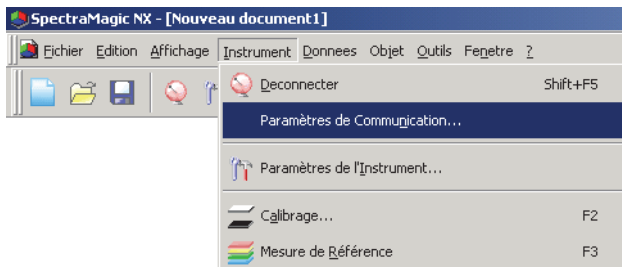 SpectraMagic NX - [Nouveau document1]
Fichier Edition Affichage Instrument Donnees Objet Outils Fenetre ?
Deconnecter Shift+F5
Paramètres de Communication...
Paramètres de l'Instrument...
Calibrage... F2
Mesure de Référence F3